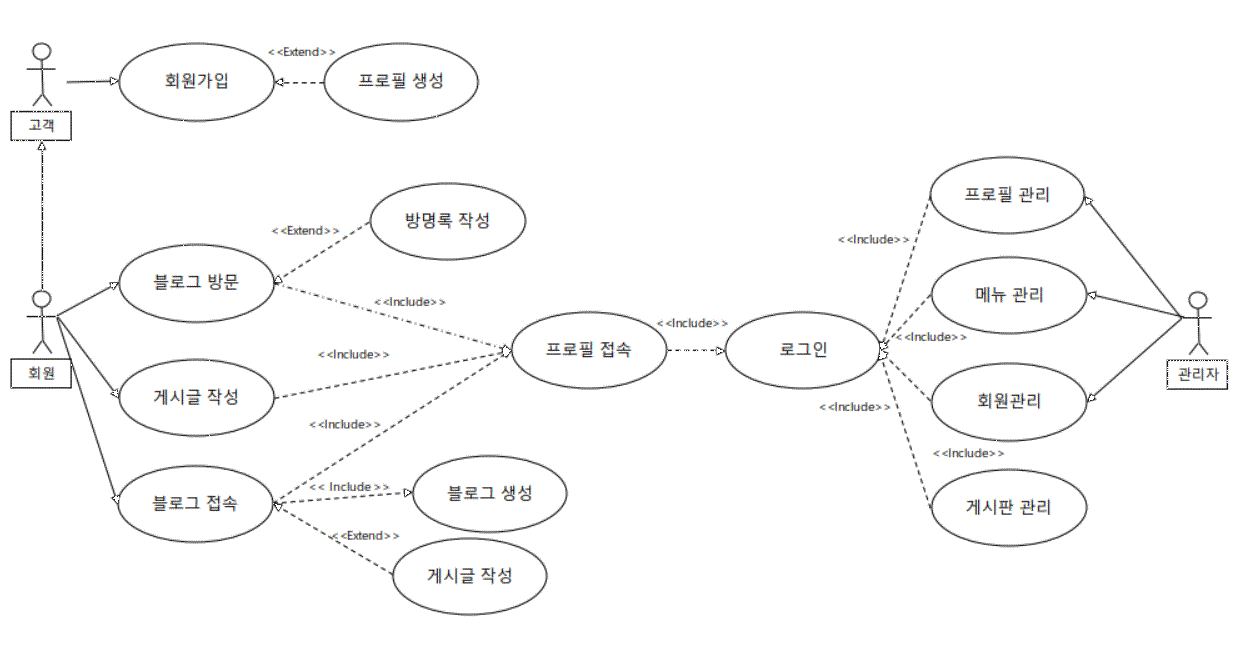 <<Extend>>
회원가입
프로필 생성
고객
방명록 작성
<<Extend>>
블로그 방문
<<Include>>
프로필 관리
<<Include>>
메뉴 관리
<<Include>>
<<Include>>
프로필 접속
로그인
<<Include>>
회원
게시글 작성
<<Include>>
회원관리
관리자
<<Include>>
<<Include>>
<<Include>>
블로그 접속
<< Include >>
블로그 생성
게시판 관리
<<Extend>>
게시글 작성